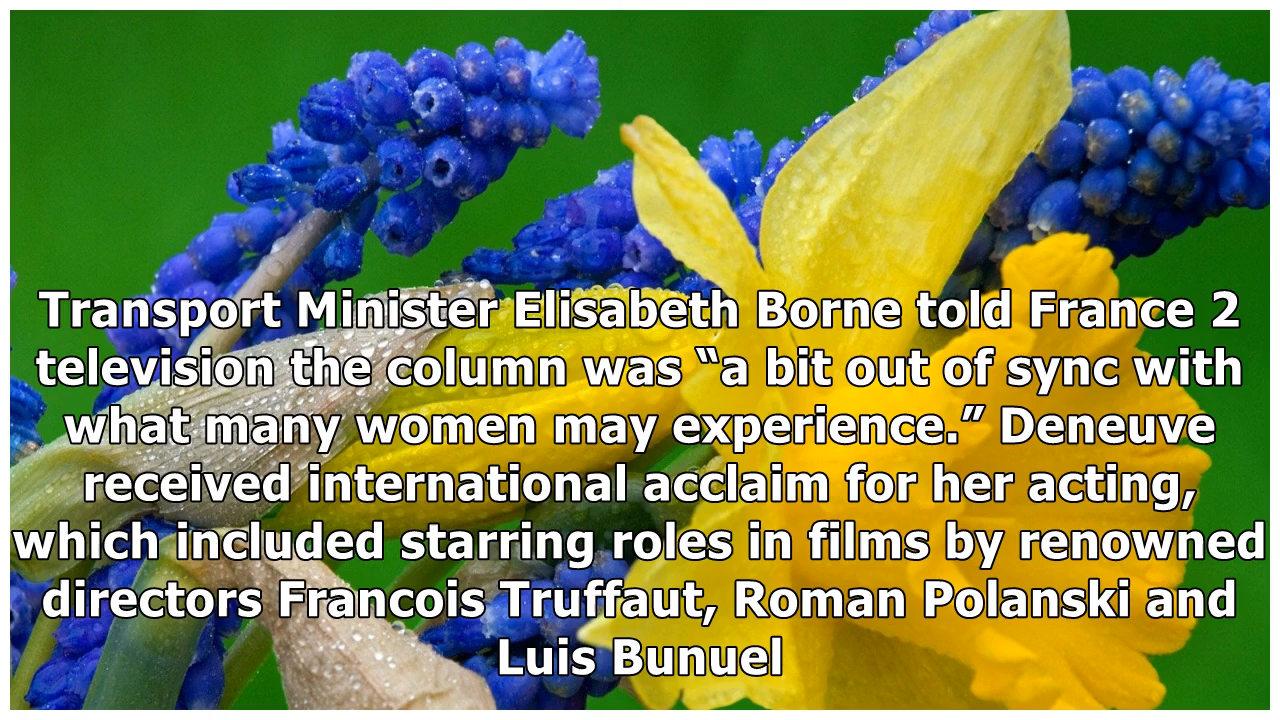 Transport Minister Elisabeth Borne told France 2
television the column was “a bit out of sync with
what many women may experience.” Deneuve
received international acclaim for her acting,
which included starring roles in films by renowned
directors Francois Truffaut, Roman Polanski and
Luis Bunuel